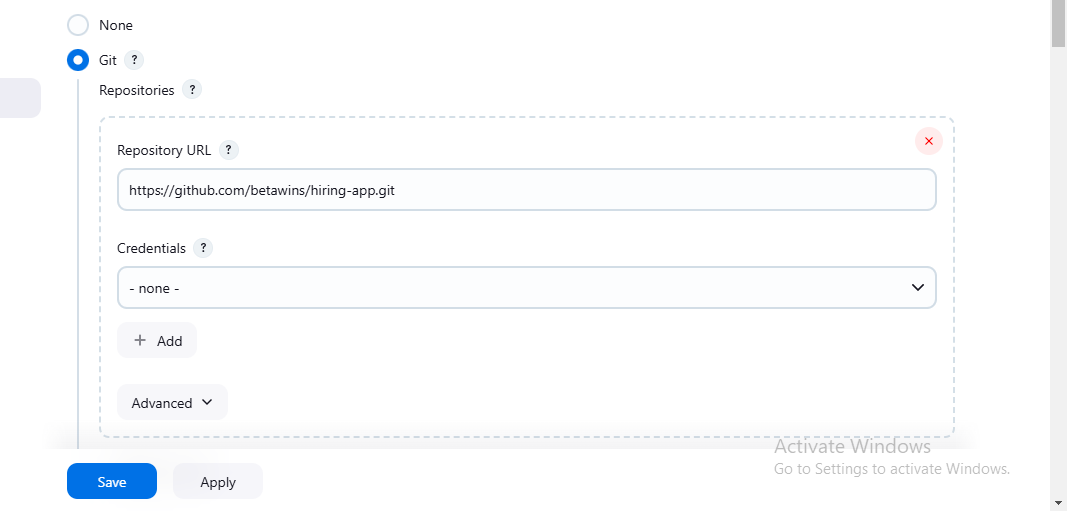 None
Git ?
Repositories ?
Repository URL ?
https://github.com/betawins/hiring-app.git
Credentials ?
- none -
+ Add
Advanced
Save
Apply
Activate Windows
Go to Settings to activate Windows.